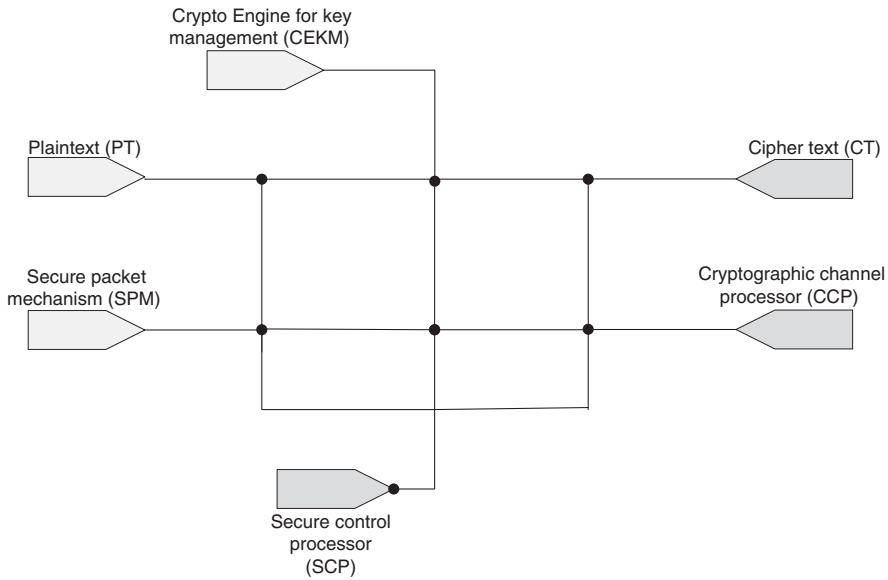 Crypto Engine for key
management (CEKM)
Plaintext (PT)
Cipher text (CT)
Secure packet
mechanism (SPM)
Cryptographic channel
processor (CCP)
Secure control
processor
(SCP)